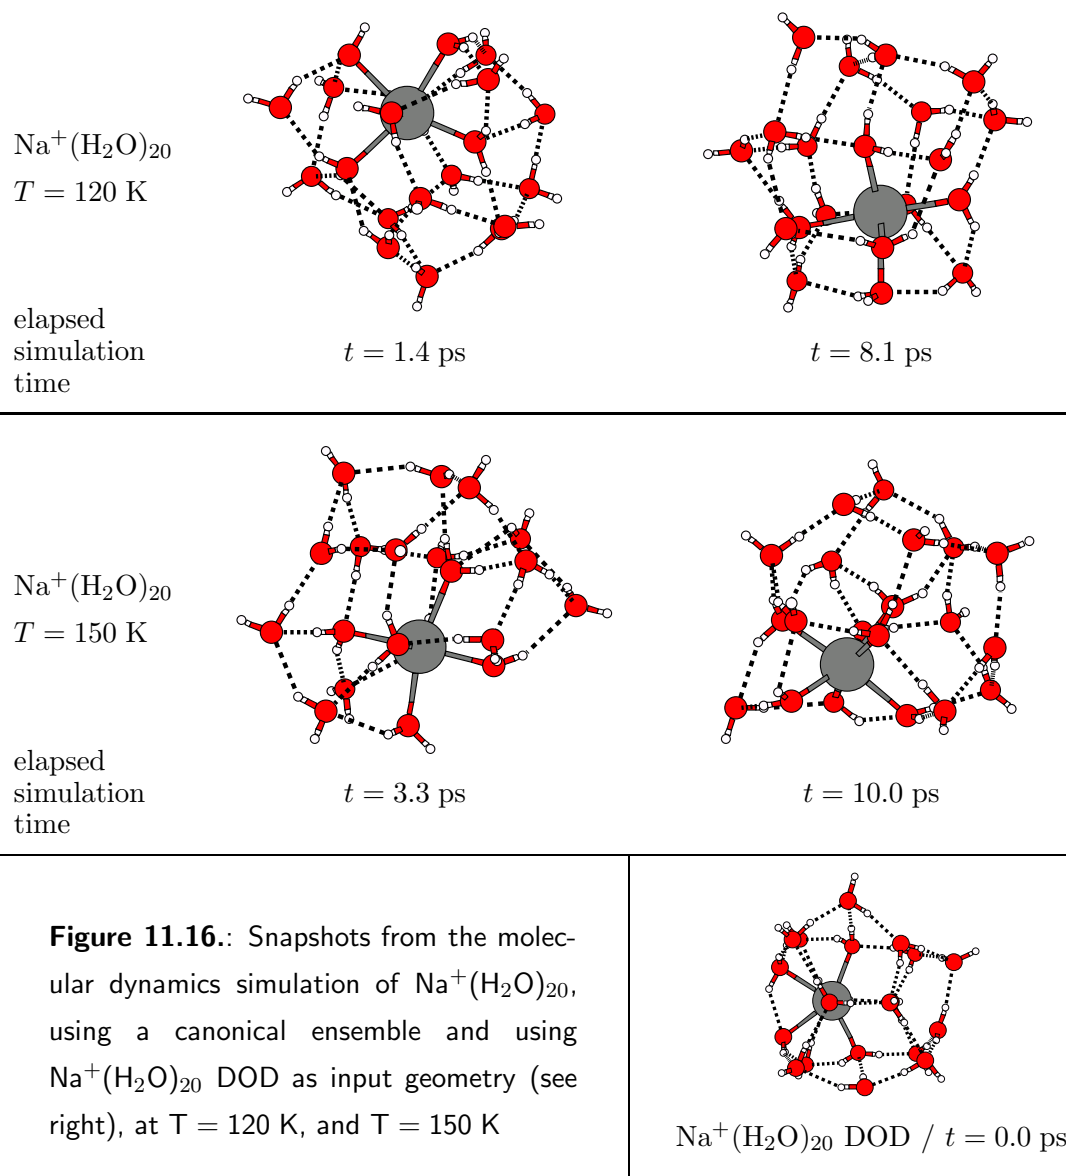 Na⁺(H₂O)₂₀
T = 120 K
elapsed
simulation
time
t = 1.4 ps
t = 8.1 ps
Na⁺(H₂O)₂₀
T = 150 K
elapsed
simulation
time
t = 3.3 ps
t = 10.0 ps
Figure 11.16.: Snapshots from the molec-
ular dynamics simulation of Na⁺(H₂O)₂₀,
using a canonical ensemble and using
Na⁺(H₂O)₂₀ DOD as input geometry (see
right), at T = 120 K, and T = 150 K
Na⁺(H₂O)₂₀ DOD / t = 0.0 ps